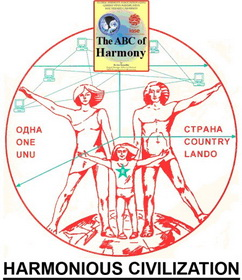 The ABC of
Harmony
ОДНА СТРАНА
ONE COUNTRY
UNU LANDO
HARMONIOUS CIVILIZATION